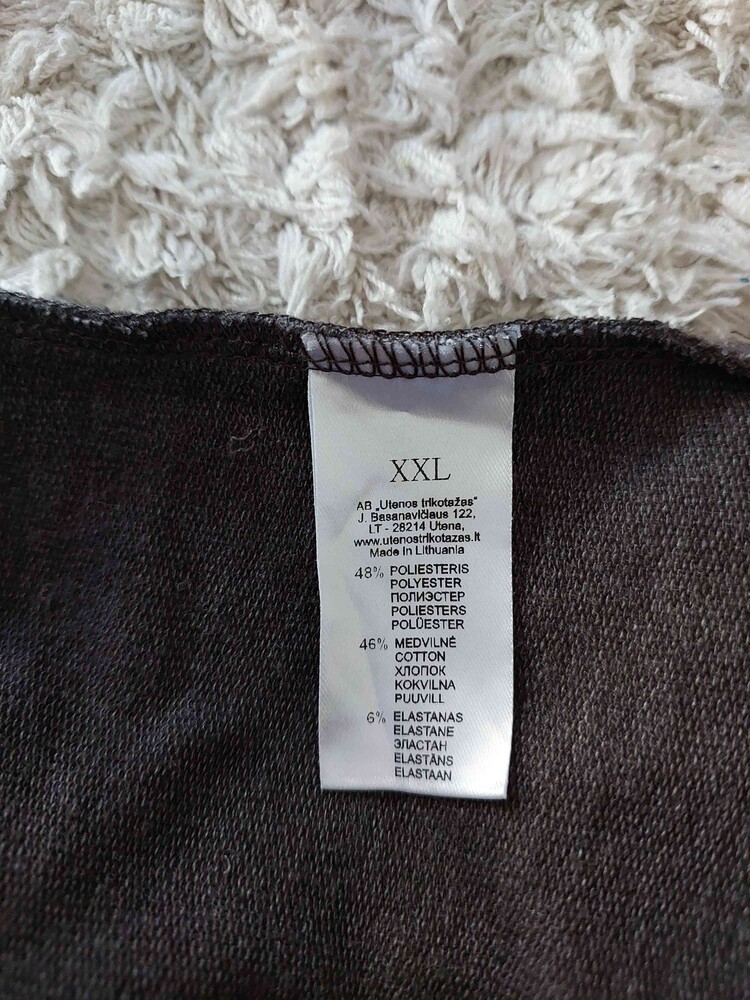 XXL
AB „Utenos trikotažas"
J. Basanavičiaus 122,
LT - 28214 Utena,
www.utenostrikotazas.lt
Made in Lithuania
48% POLIESTERIS
POLYESTER
ПОЛИЭСТЕР
POLIESTERS
POLÜESTER
46% MEDVILNĖ
COTTON
ХЛОПОК
KOKVILNA
PUUVILL
6% ELASTANAS
ELASTANE
ЭЛАСТАН
ELASTĀNS
ELASTAAN